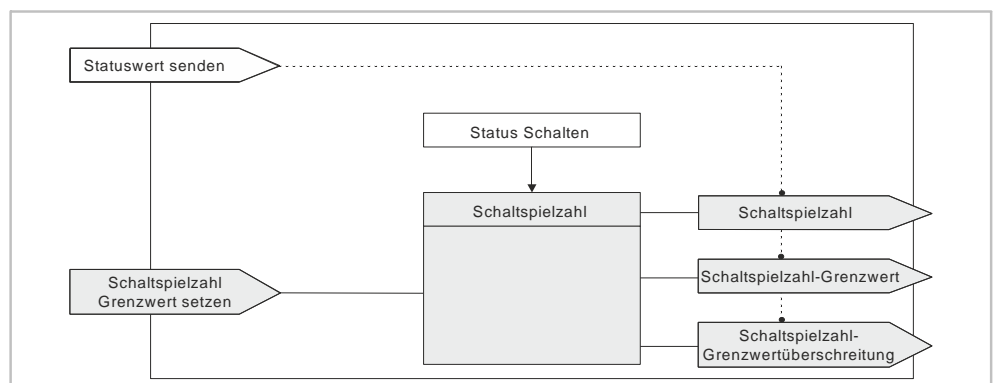 Statuswert senden
Status Schalten
Schaltspielzahl
Schaltspielzahl
Schaltspielzahl
Grenzwert setzen
Schaltspielzahl-Grenzwert
Schaltspielzahl-
Grenzwertüberschreitung